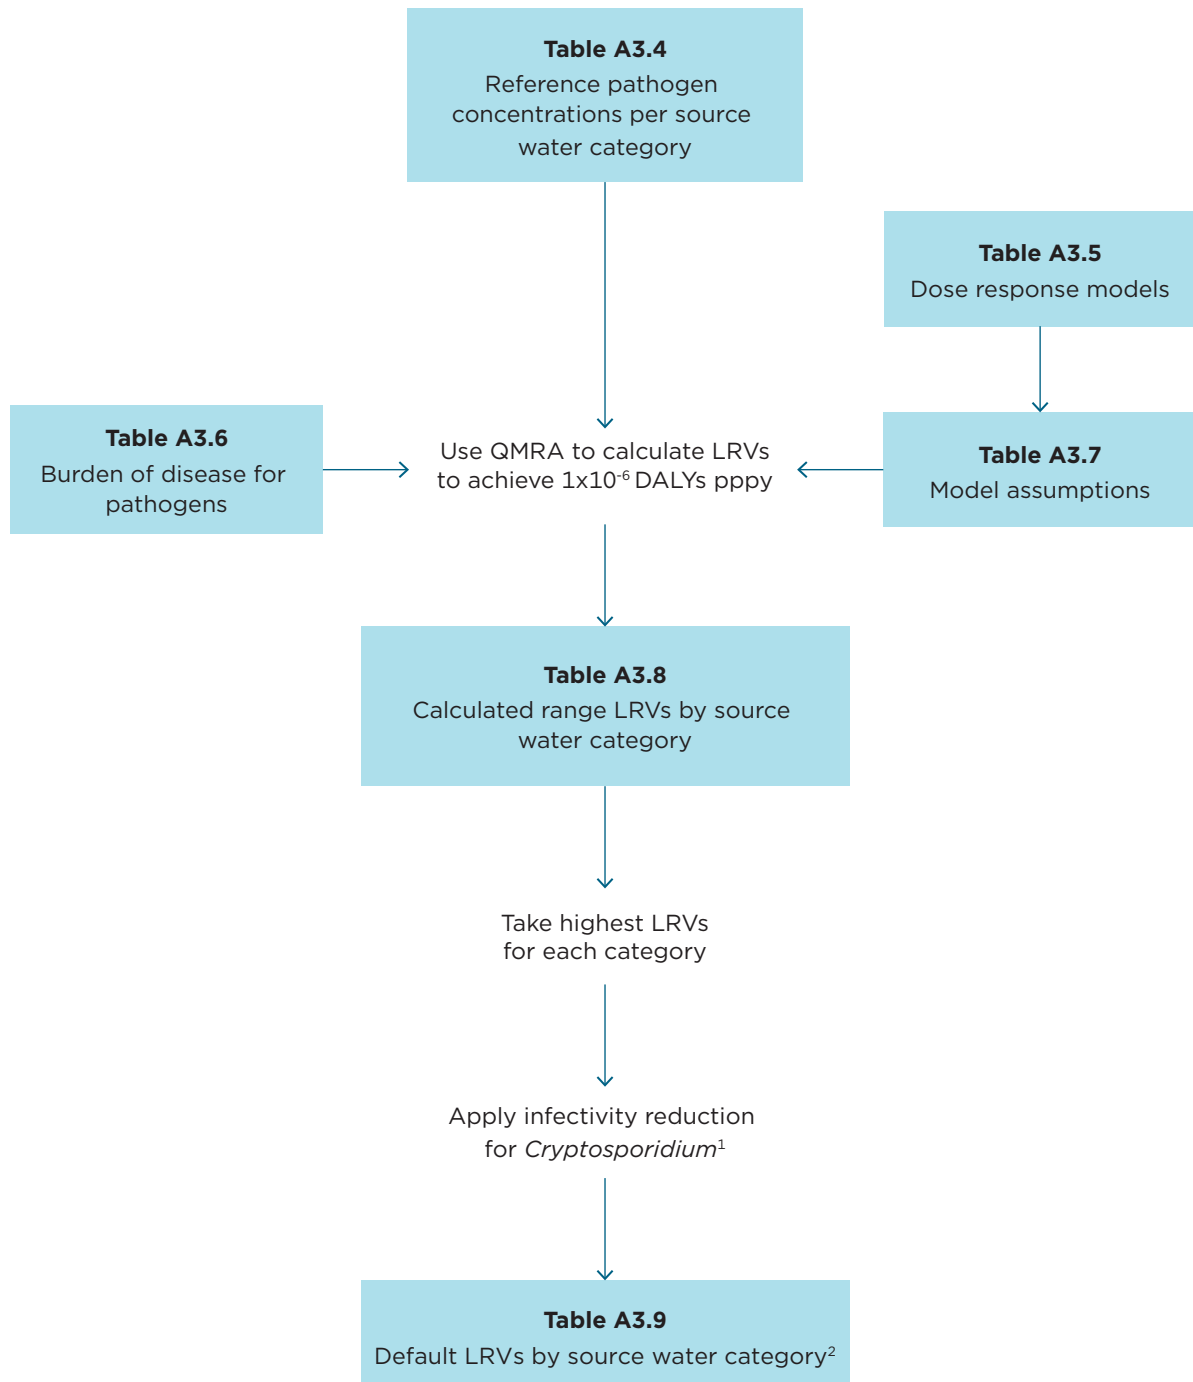 Table A3.4
Reference pathogen
concentrations per source
water category
Table A3.5
Dose response models
Table A3.6
Burden of disease for
pathogens
Use QMRA to calculate LRVs
to achieve 1x10⁻⁶ DALYs pppy
Table A3.7
Model assumptions
Table A3.8
Calculated range LRVs by source
water category
Take highest LRVs
for each category
Apply infectivity reduction
for Cryptosporidium¹
Table A3.9
Default LRVs by source water category²